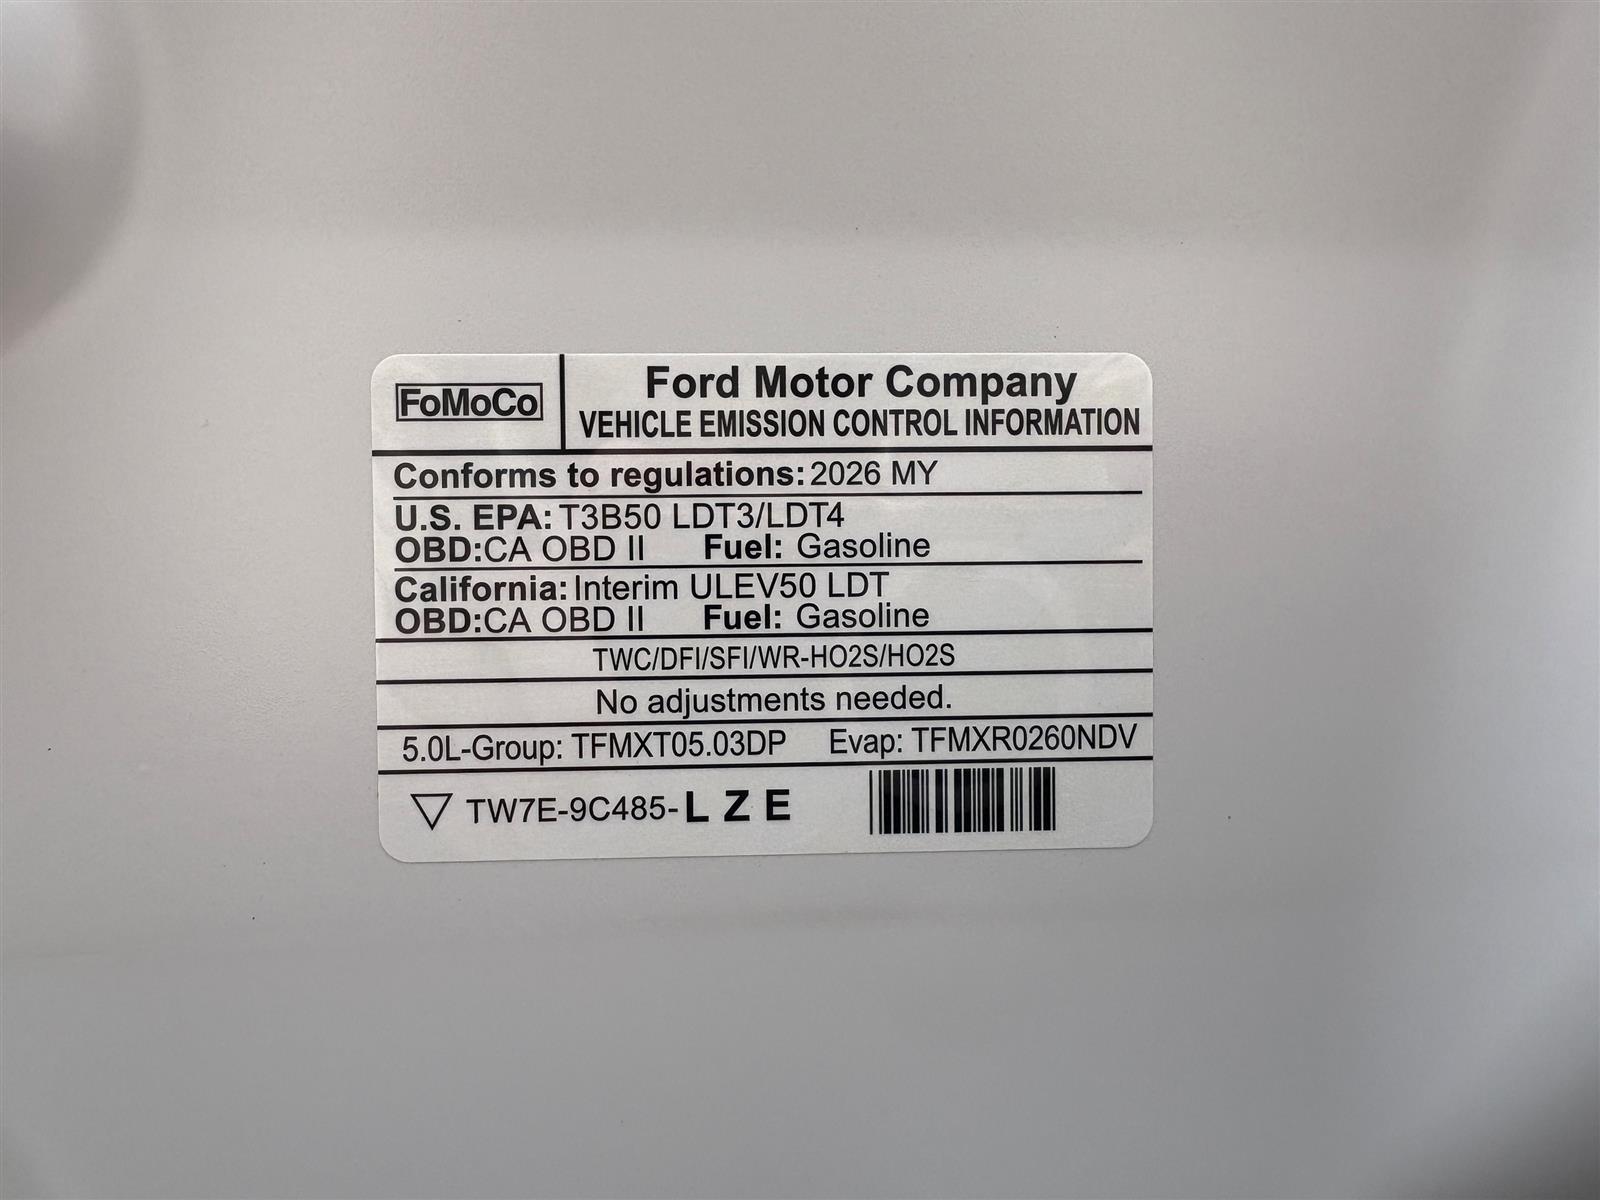 FoMoCo
Ford Motor Company
VEHICLE EMISSION CONTROL INFORMATION
Conforms to regulations: 2026 MY
U.S. EPA: T3B50 LDT3/LDT4
OBD:CA OBD II Fuel: Gasoline
California: Interim ULEV50 LDT
OBD:CA OBD II Fuel: Gasoline
TWC/DFI/SFI/WR-HO2S/HO2S
No adjustments needed.
5.0L-Group: TFMXT05.03DP Evap: TFMXR0260NDV
TW7E-9C485-L Z E